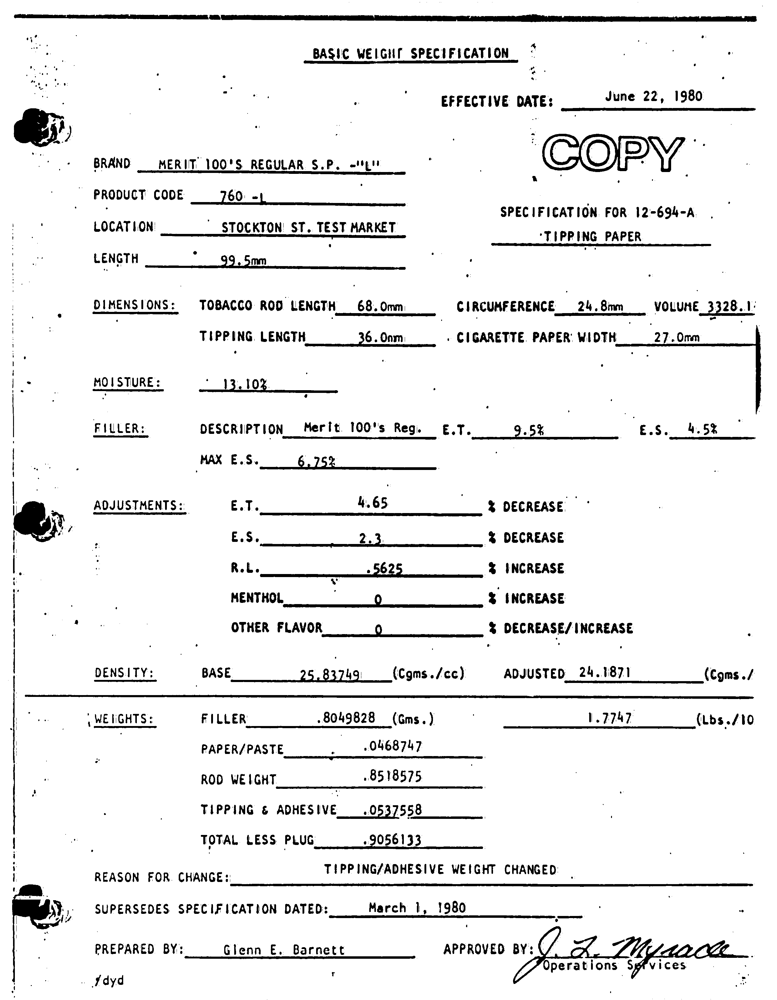 BASIC WEIGHT SPECIFICATION
EFFECTIVE DATE: June 22, 1980
COPY
BRAND MERIT 100'S REGULAR S.P. -"L"
PRODUCT CODE 760 -L
SPECIFICATION FOR 12-694-A
LOCATION STOCKTON ST. TEST MARKET
TIPPING PAPER
LENGTH 99.5mm
DIMENSIONS: TOBACCO ROD LENGTH 68.0mm CIRCUMFERENCE 24.8mm VOLUME 3328.1
TIPPING LENGTH 36.0mm CIGARETTE PAPER WIDTH 27.0mm
MOISTURE: 13.10%
FILLER: DESCRIPTION Merit 100's Reg. E.T. 9.5% E.S. 4.5%
MAX E.S. 6.75%
ADJUSTMENTS: E.T. 4.65 % DECREASE
E.S. 2.3 % DECREASE
R.L. .5625 % INCREASE
MENTHOL 0 % INCREASE
OTHER FLAVOR 0 % DECREASE/INCREASE
DENSITY: BASE 25.83749 (Cgms./cc) ADJUSTED 24.1871 (Cgms./
WEIGHTS: FILLER .8049828 (Gms.) 1.7747 (Lbs./10
PAPER/PASTE .0468747
ROD WEIGHT .8518575
TIPPING & ADHESIVE .0537558
TOTAL LESS PLUG .9056133
REASON FOR CHANGE: TIPPING/ADHESIVE WEIGHT CHANGED
SUPERSEDES SPECIFICATION DATED: March 1, 1980
PREPARED BY: Glenn E. Barnett APPROVED BY: J. L. Myracle
Operations Services
/dyd